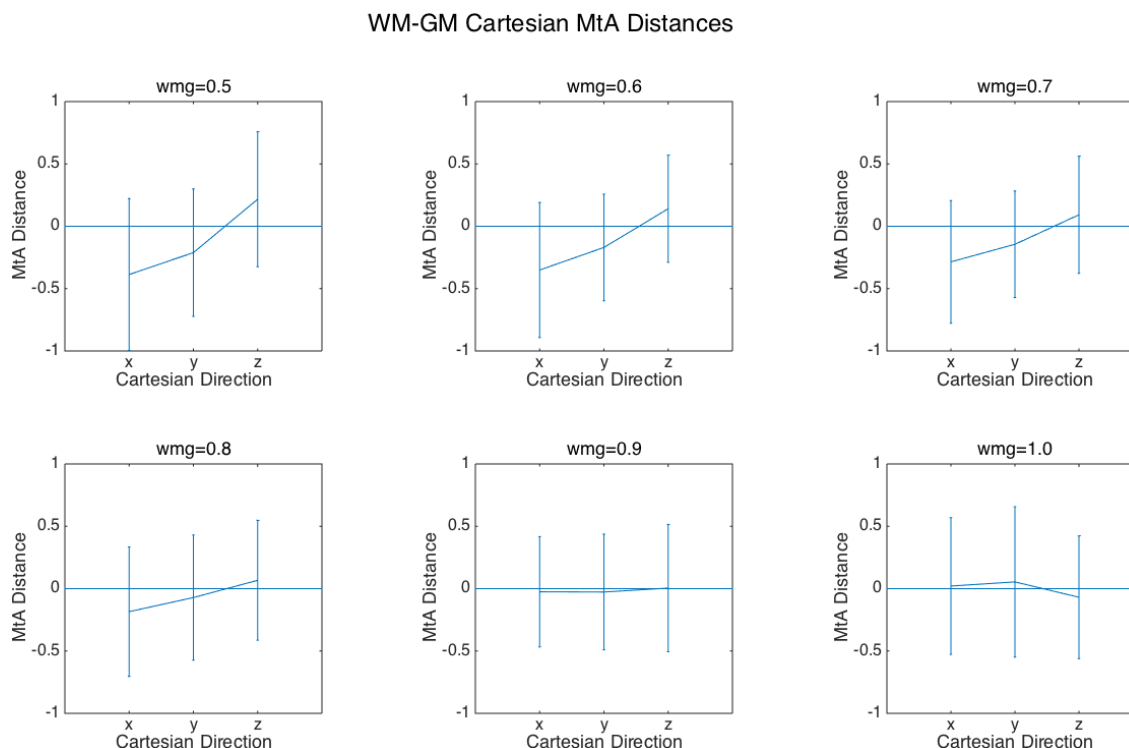 WM-GM Cartesian MtA Distances
wmg=0.5
1
0.5
0
-0.5
-1
MtA Distance
x y z
Cartesian Direction
wmg=0.6
1
0.5
0
-0.5
-1
MtA Distance
x y z
Cartesian Direction
wmg=0.7
1
0.5
0
-0.5
-1
MtA Distance
x y z
Cartesian Direction
wmg=0.8
1
0.5
0
-0.5
-1
MtA Distance
x y z
Cartesian Direction
wmg=0.9
1
0.5
0
-0.5
-1
MtA Distance
x y z
Cartesian Direction
wmg=1.0
1
0.5
0
-0.5
-1
MtA Distance
x y z
Cartesian Direction